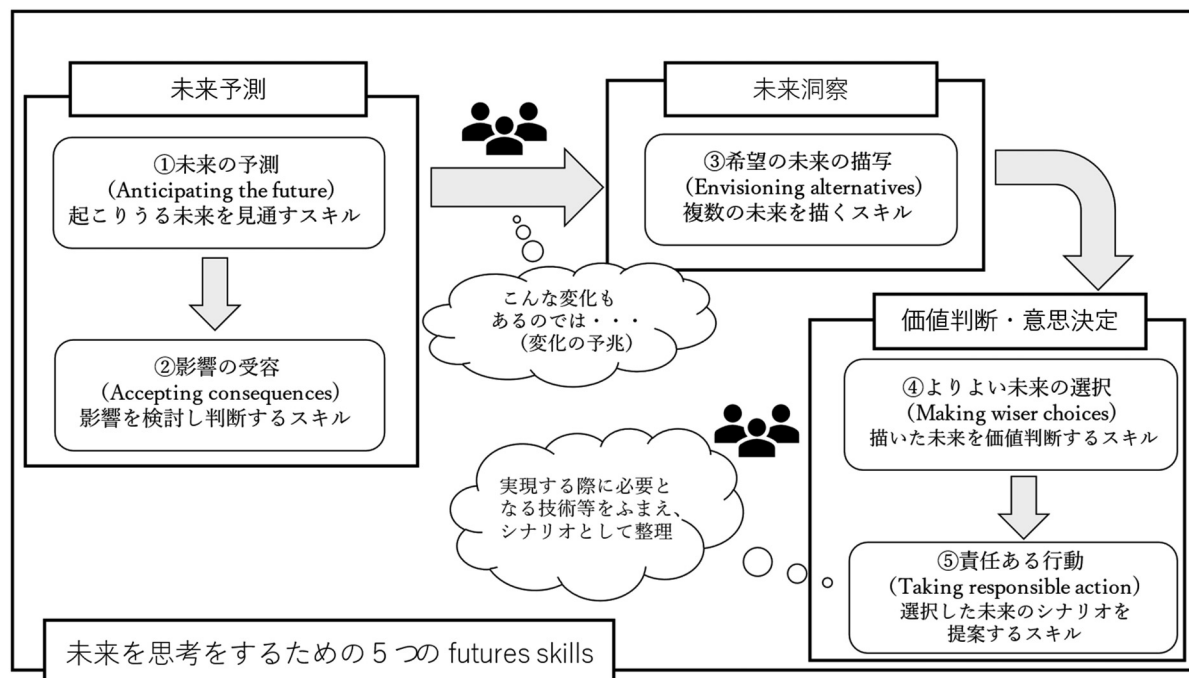 未来予測
①未来の予測
(Anticipating the future)
起こりうる未来を見通すスキル
②影響の受容
(Accepting consequences)
影響を検討し判断するスキル
こんな変化も
あるのでは・・・
(変化の予兆)
未来洞察
③希望の未来の描写
(Envisioning alternatives)
複数の未来を描くスキル
価値判断・意思決定
④よりよい未来の選択
(Making wiser choices)
描いた未来を価値判断するスキル
⑤責任ある行動
(Taking responsible action)
選択した未来のシナリオを
提案するスキル
実現する際に必要と
なる技術等をふまえ、
シナリオとして整理
未来を思考をするための５つの futures skills